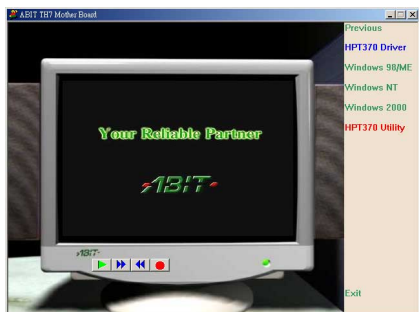 ABIT TH7 Mother Board
Previous
HPT370 Driver
Windows 98/ME
Windows NT
Windows 2000
HPT370 Utility
Your Reliable Partner
ABIT
ABIT
Exit